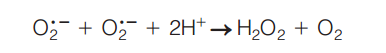 O₂•− + O₂•− + 2H⁺ → H₂O₂ + O₂